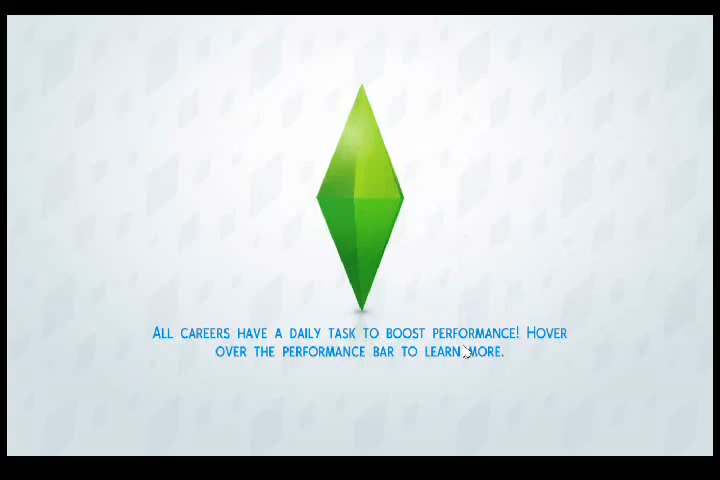 All careers have a daily task to boost performance! Hover
over the performance bar to learn more.